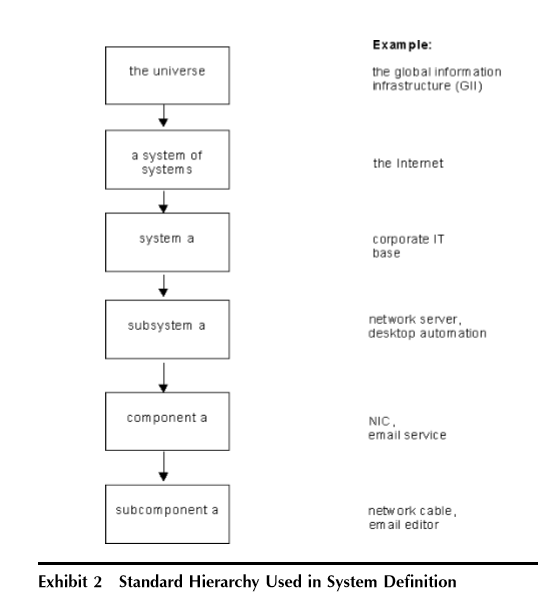 Example:
the universe
the global information
infrastructure (GII)
a system of
systems
the Internet
system a
corporate IT
base
subsystem a
network server,
desktop automation
component a
NIC,
email service
subcomponent a
network cable,
email editor
Exhibit 2 Standard Hierarchy Used in System Definition